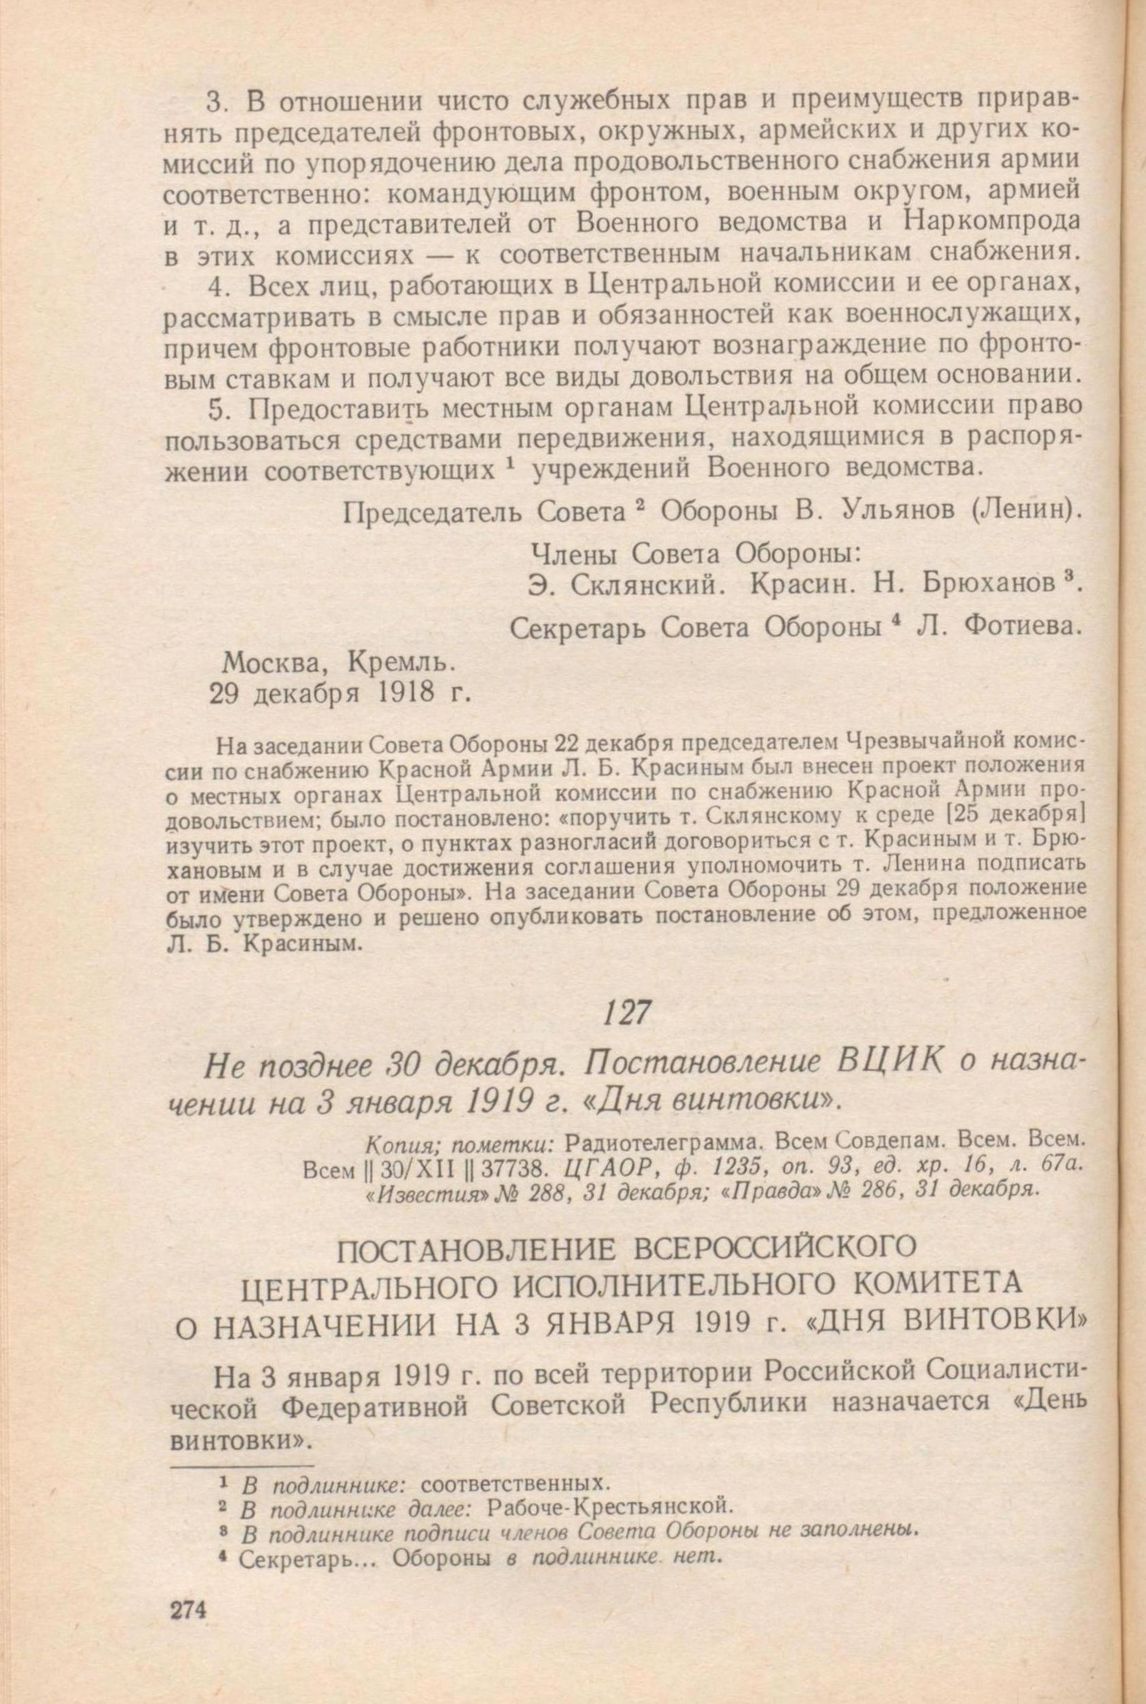 3. В отношении чисто служебных прав и преимуществ прирав-
нять председателей фронтовых, окружных, армейских и других ко-
миссий по упорядочению дела продовольственного снабжения армии
соответственно: командующим фронтом, военным округом, армией
и т. д., а представителей от Военного ведомства и Наркомпрода
в этих комиссиях — к соответственным начальникам снабжения.
4. Всех лиц, работающих в Центральной комиссии и ее органах,
рассматривать в смысле прав и обязанностей как военнослужащих,
причем фронтовые работники получают вознаграждение по фронто-
вым ставкам и получают все виды довольствия на общем основании.
5. Предоставить местным органам Центральной комиссии право
пользоваться средствами передвижения, находящимися в распоря-
жении соответствующих ¹ учреждений Военного ведомства.
Председатель Совета ² Обороны В. Ульянов (Ленин).
Члены Совета Обороны:
Э. Склянский. Красин. Н. Брюханов ³.
Секретарь Совета Обороны ⁴ Л. Фотиева.
Москва, Кремль.
29 декабря 1918 г.
На заседании Совета Обороны 22 декабря председателем Чрезвычайной комис-
сии по снабжению Красной Армии Л. Б. Красиным был внесен проект положения
о местных органах Центральной комиссии по снабжению Красной Армии про-
довольствием; было постановлено: «поручить т. Склянскому к среде [25 декабря]
изучить этот проект, о пунктах разногласий договориться с т. Красиным и т. Брю-
хановым и в случае достижения соглашения уполномочить т. Ленина подписать
от имени Совета Обороны». На заседании Совета Обороны 29 декабря положение
было утверждено и решено опубликовать постановление об этом, предложенное
Л. Б. Красиным.
127
Не позднее 30 декабря. Постановление ВЦИК о назна-
чении на 3 января 1919 г. «Дня винтовки».
Копия; пометки: Радиотелеграмма. Всем Совдепам. Всем. Всем.
Всем || 30/XII || 37738. ЦГАОР, ф. 1235, оп. 93, ед. хр. 16, л. 67а.
«Известия» № 288, 31 декабря; «Правда» № 286, 31 декабря.
ПОСТАНОВЛЕНИЕ ВСЕРОССИЙСКОГО
ЦЕНТРАЛЬНОГО ИСПОЛНИТЕЛЬНОГО КОМИТЕТА
О НАЗНАЧЕНИИ НА 3 ЯНВАРЯ 1919 г. «ДНЯ ВИНТОВКИ»
На 3 января 1919 г. по всей территории Российской Социалисти-
ческой Федеративной Советской Республики назначается «День
винтовки».
¹ В подлиннике: соответственных.
² В подлиннике далее: Рабоче-Крестьянской.
³ В подлиннике подписи членов Совета Обороны не заполнены.
⁴ Секретарь... Обороны в подлиннике нет.
274